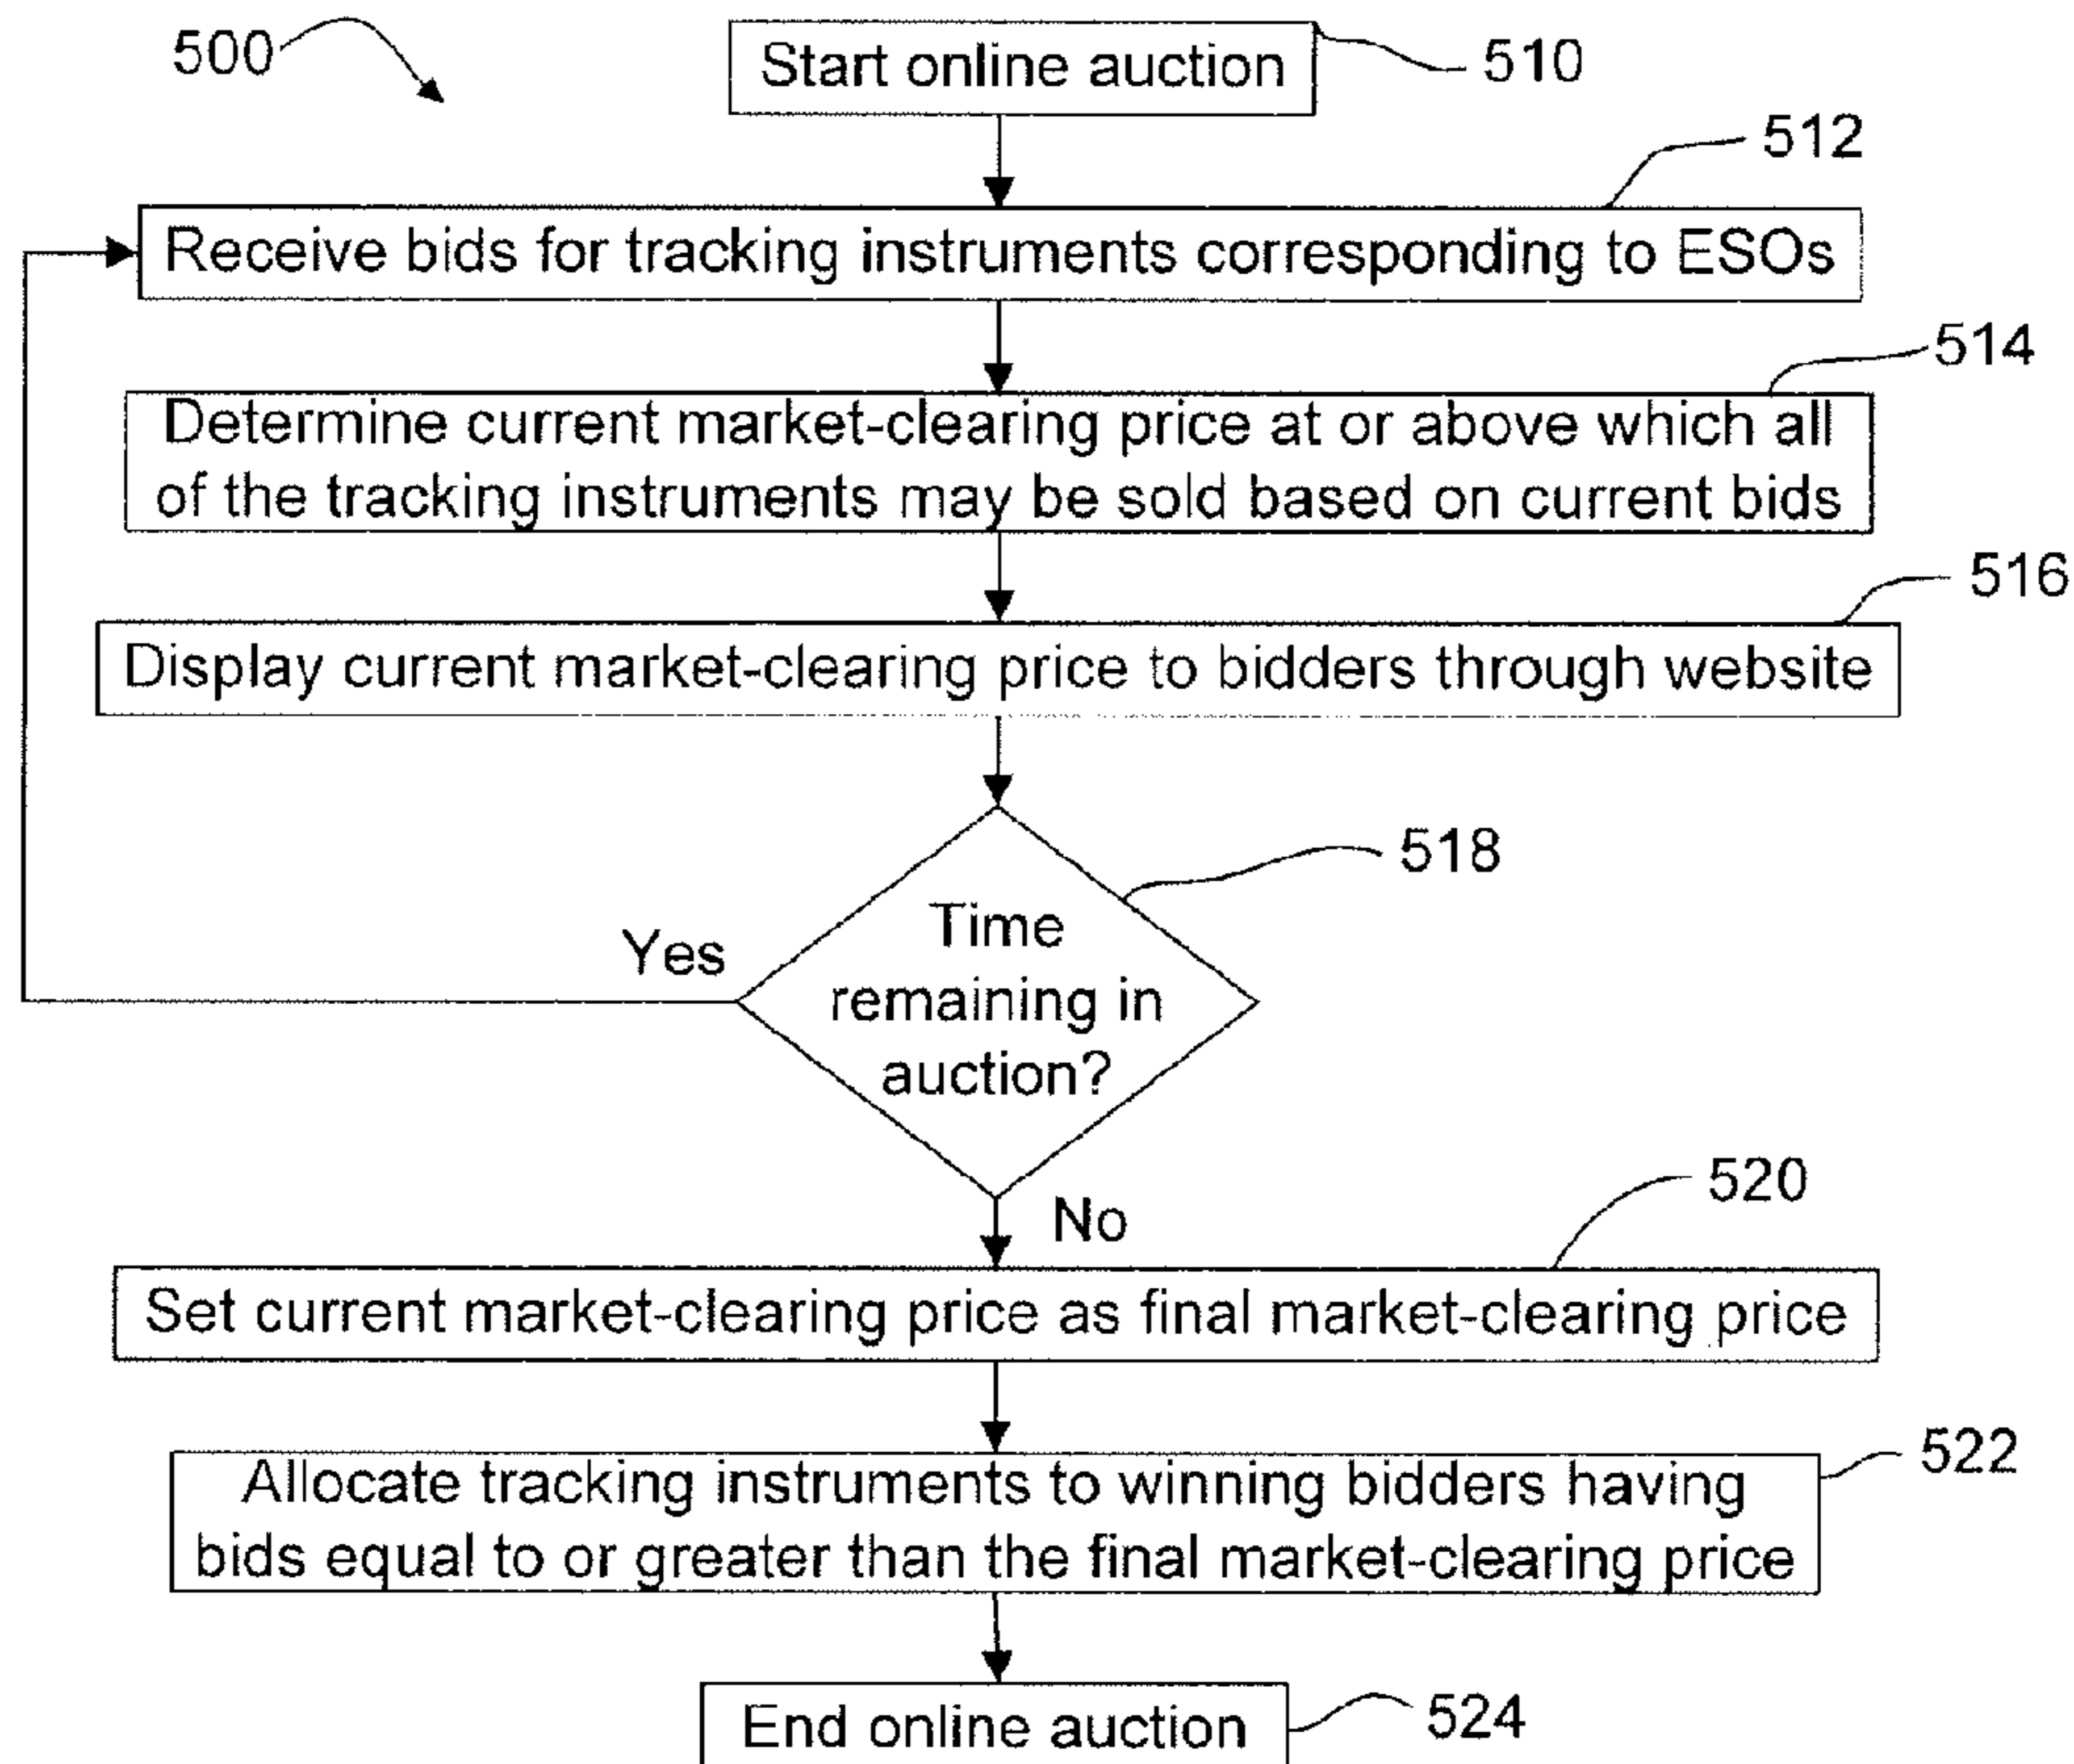 500
Start online auction
510
512
Receive bids for tracking instruments corresponding to ESOs
514
Determine current market-clearing price at or above which all
of the tracking instruments may be sold based on current bids
516
Display current market-clearing price to bidders through website
518
Time
remaining in
auction?
Yes
No
520
Set current market-clearing price as final market-clearing price
522
Allocate tracking instruments to winning bidders having
bids equal to or greater than the final market-clearing price
End online auction
524